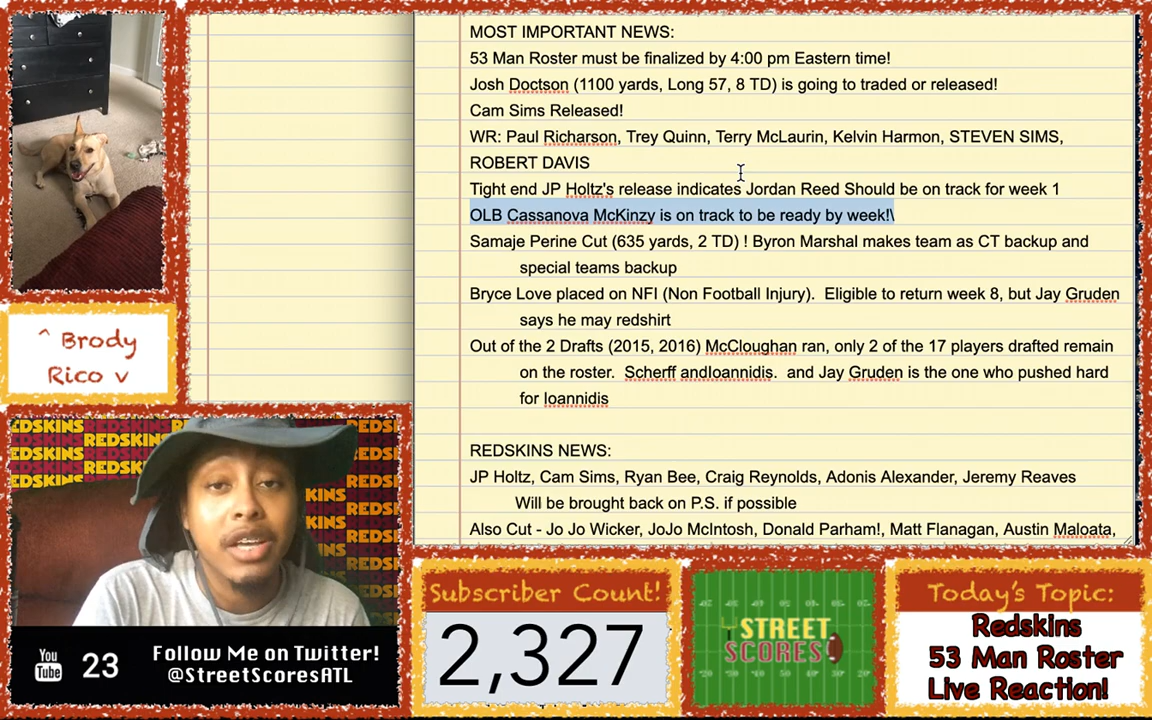 MOST IMPORTANT NEWS:
53 Man Roster must be finalized by 4:00 pm Eastern time!
Josh Doctson (1100 yards, Long 57, 8 TD) is going to traded or released!
Cam Sims Released!
WR: Paul Richarson, Trey Quinn, Terry McLaurin, Kelvin Harmon, STEVEN SIMS,
ROBERT DAVIS
Tight end JP Holtz's release indicates Jordan Reed Should be on track for week 1
OLB Cassanova McKinzy is on track to be ready by week!\
Samaje Perine Cut (635 yards, 2 TD) ! Byron Marshal makes team as CT backup and
special teams backup
Bryce Love placed on NFI (Non Football Injury).  Eligible to return week 8, but Jay Gruden
says he may redshirt
Out of the 2 Drafts (2015, 2016) McCloughan ran, only 2 of the 17 players drafted remain
on the roster.  Scherff andIoannidis.  and Jay Gruden is the one who pushed hard
for Ioannidis
REDSKINS NEWS:
JP Holtz, Cam Sims, Ryan Bee, Craig Reynolds, Adonis Alexander, Jeremy Reaves
Will be brought back on P.S. if possible
Also Cut - Jo Jo Wicker, JoJo McIntosh, Donald Parham!, Matt Flanagan, Austin Maloata,
^ Brody
Rico v
REDSKINS
REDSKINS
REDSKINS
You
Tube
23
Follow Me on Twitter!
@StreetScoresATL
Subscriber Count!
2,327
STREET
SCORES
Today's Topic:
Redskins
53 Man Roster
Live Reaction!